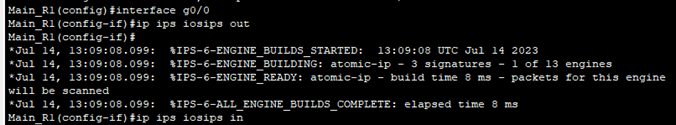 Main_R1(config)#interface g0/0
Main_R1(config-if)#ip ips iosips out
Main_R1(config-if)#
*Jul 14, 13:09:08.099:  %IPS-6-ENGINE_BUILDS_STARTED:  13:09:08 UTC Jul 14 2023
*Jul 14, 13:09:08.099:  %IPS-6-ENGINE_BUILDING: atomic-ip - 3 signatures - 1 of 13 engines
*Jul 14, 13:09:08.099:  %IPS-6-ENGINE_READY: atomic-ip - build time 8 ms - packets for this engine
will be scanned
*Jul 14, 13:09:08.099:  %IPS-6-ALL_ENGINE_BUILDS_COMPLETE: elapsed time 8 ms
Main_R1(config-if)#ip ips iosips in